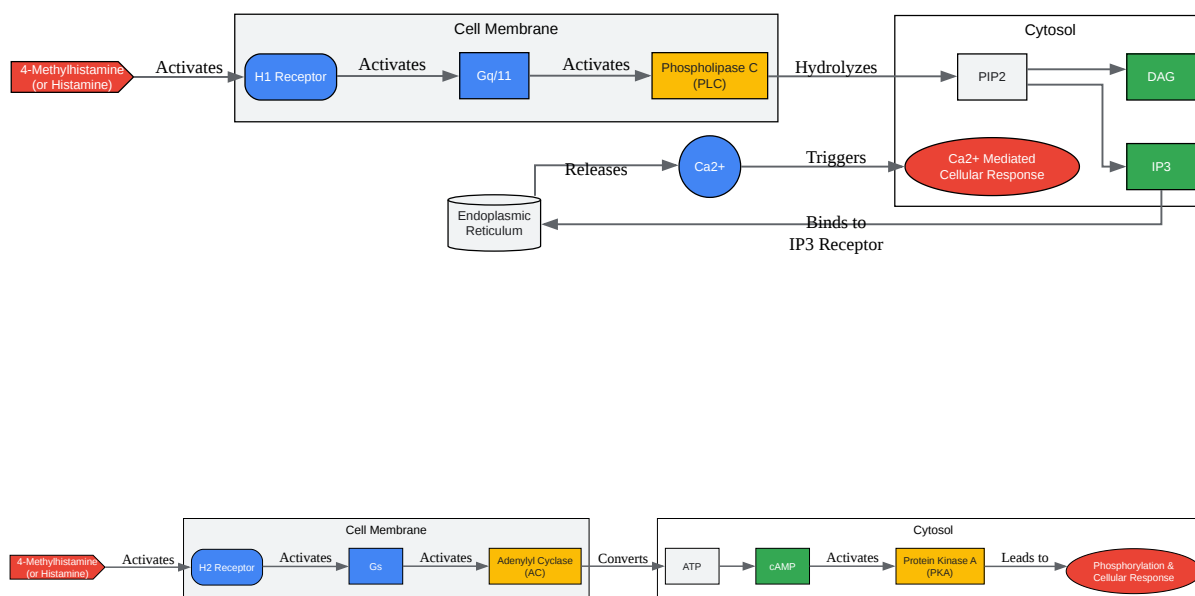 Cell Membrane
Cytosol
4-Methylhistamine
(or Histamine)
Activates
H1 Receptor
Activates
Gq/11
Activates
Phospholipase C
(PLC)
Hydrolyzes
PIP2
DAG
Releases
Ca2+
Triggers
Ca2+ Mediated
Cellular Response
IP3
Endoplasmic
Reticulum
Binds to
IP3 Receptor
Cell Membrane
Cytosol
4-Methylhistamine
(or Histamine)
Activates
H2 Receptor
Activates
Gs
Activates
Adenylyl Cyclase
(AC)
Converts
ATP
cAMP
Activates
Protein Kinase A
(PKA)
Leads to
Phosphorylation &
Cellular Response